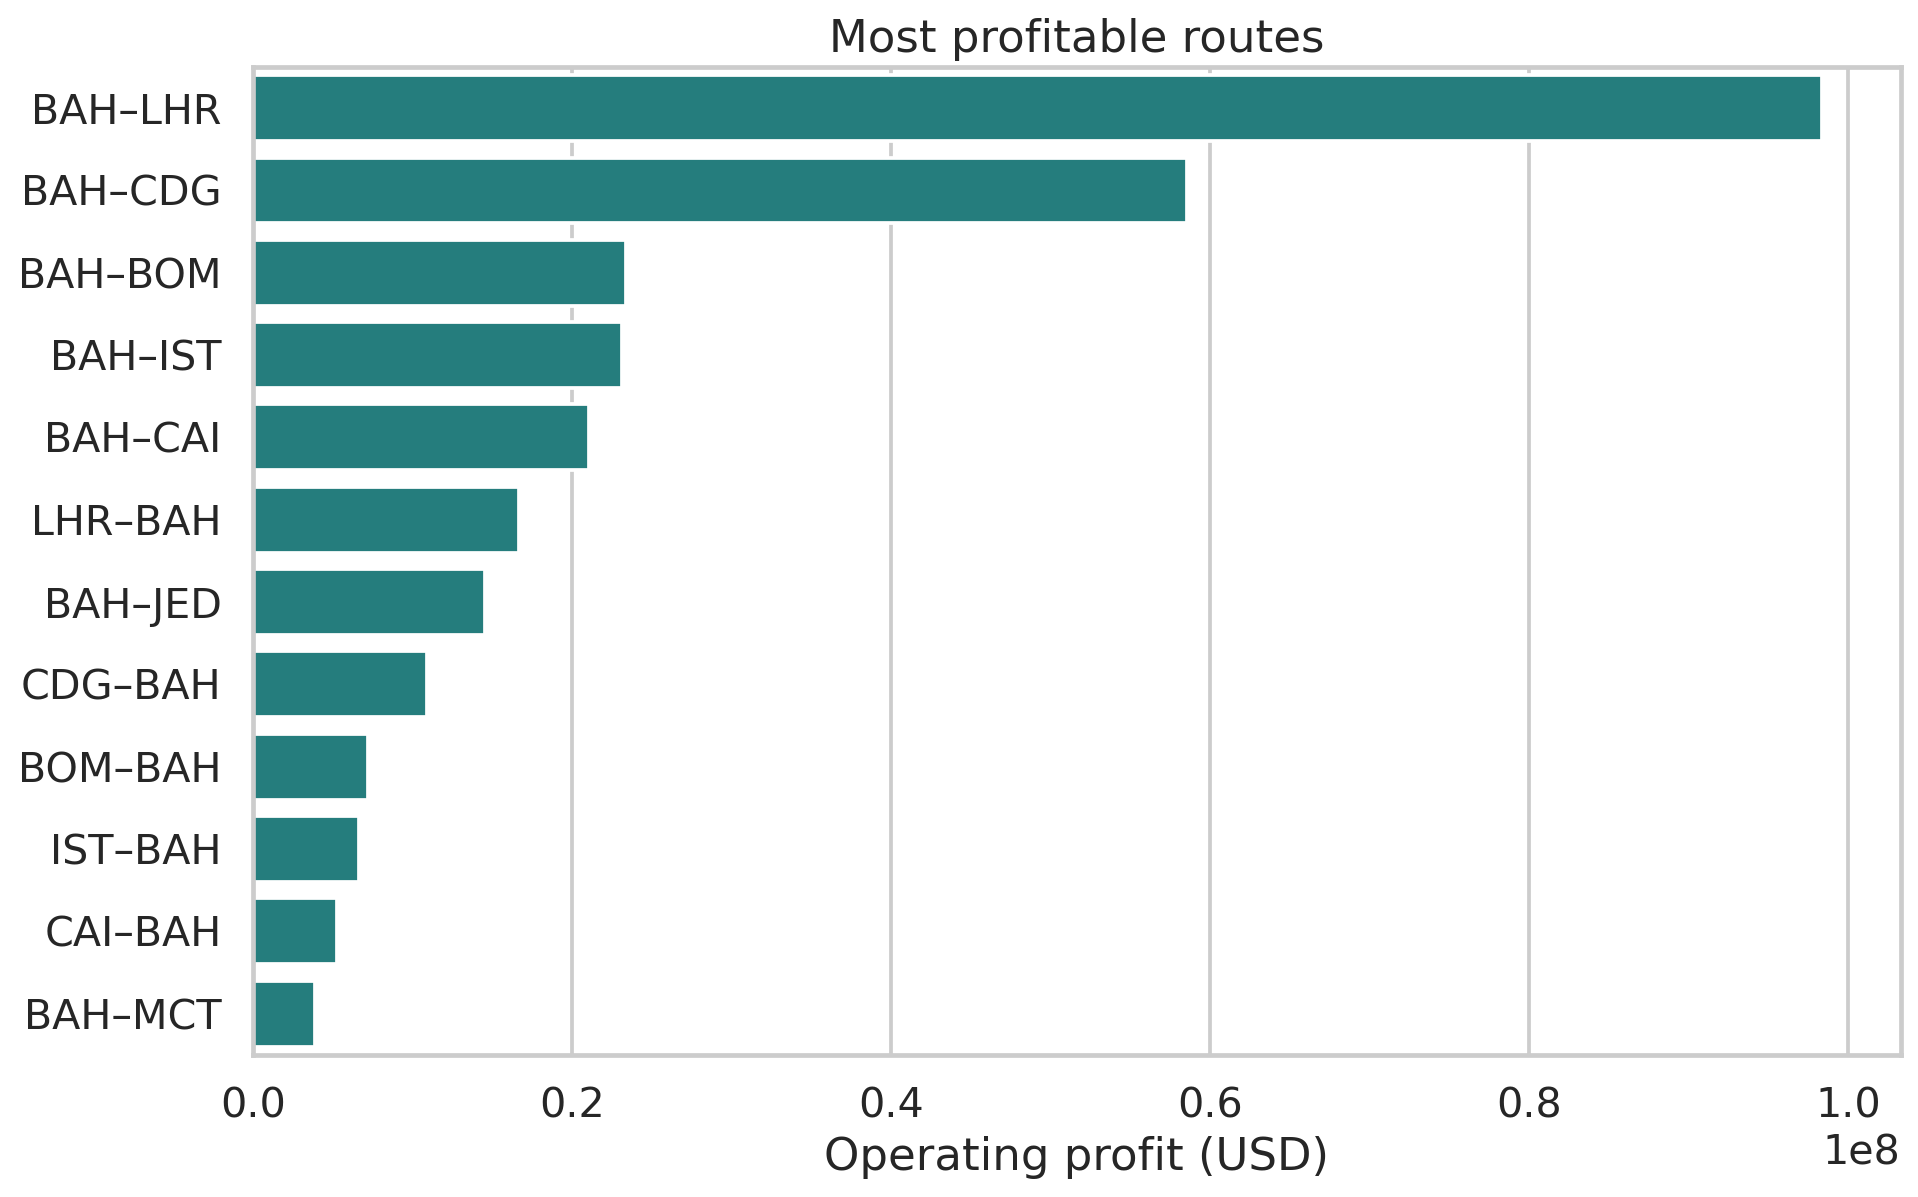 Most profitable routes
BAH–LHR
BAH–CDG
BAH–BOM
BAH–IST
BAH–CAI
LHR–BAH
BAH–JED
CDG–BAH
BOM–BAH
IST–BAH
CAI–BAH
BAH–MCT
0.0 0.2 0.4 0.6 0.8 1.0
1e8
Operating profit (USD)